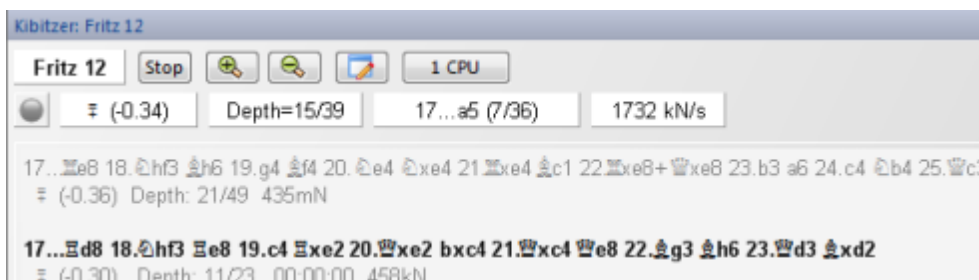 Kibitzer: Fritz 12
Fritz 12 Stop 1 CPU
⩱ (-0.34) Depth=15/39 17...a5 (7/36) 1732 kN/s
17...♖e8 18.♘hf3 ♗h6 19.g4 ♗f4 20.♘e4 ♘xe4 21.♖xe4 ♗c1 22.♖xe8+ ♕xe8 23.b3 a6 24.c4 ♘b4 25.♕c
⩱ (-0.36) Depth: 21/49 435mN
17...♖d8 18.♘hf3 ♖e8 19.c4 ♖xe2 20.♕xe2 bxc4 21.♕xc4 ♕e8 22.♗g3 ♗h6 23.♕d3 ♗xd2
⩱ (-0.30) Depth: 11/23 00:00:00 458kN